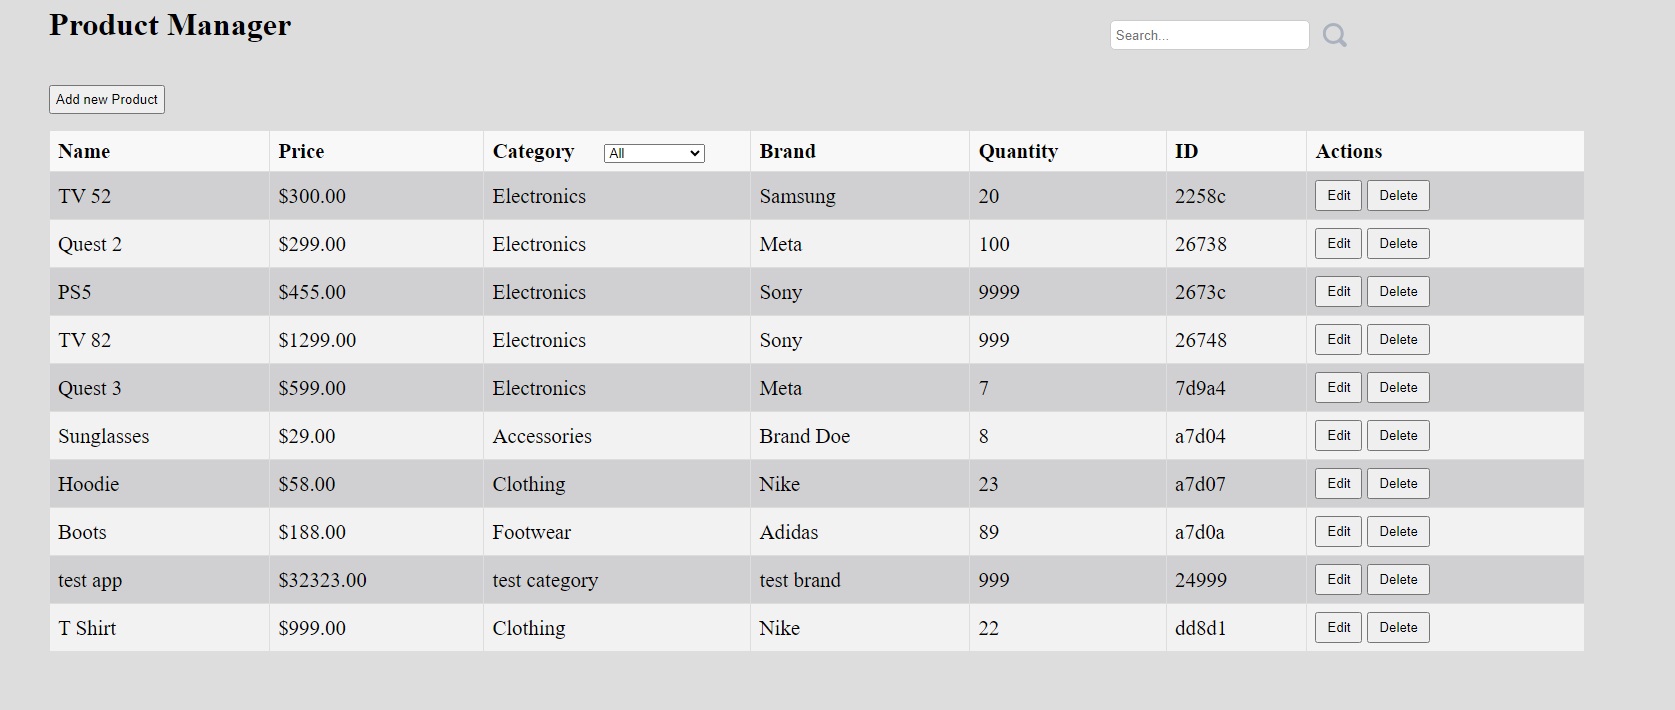 Product Manager
Search...
Add new Product
Name Price Category All Brand Quantity ID Actions
TV 52 $300.00 Electronics Samsung 20 2258c Edit Delete
Quest 2 $299.00 Electronics Meta 100 26738 Edit Delete
PS5 $455.00 Electronics Sony 9999 2673c Edit Delete
TV 82 $1299.00 Electronics Sony 999 26748 Edit Delete
Quest 3 $599.00 Electronics Meta 7 7d9a4 Edit Delete
Sunglasses $29.00 Accessories Brand Doe 8 a7d04 Edit Delete
Hoodie $58.00 Clothing Nike 23 a7d07 Edit Delete
Boots $188.00 Footwear Adidas 89 a7d0a Edit Delete
test app $32323.00 test category test brand 999 24999 Edit Delete
T Shirt $999.00 Clothing Nike 22 dd8d1 Edit Delete